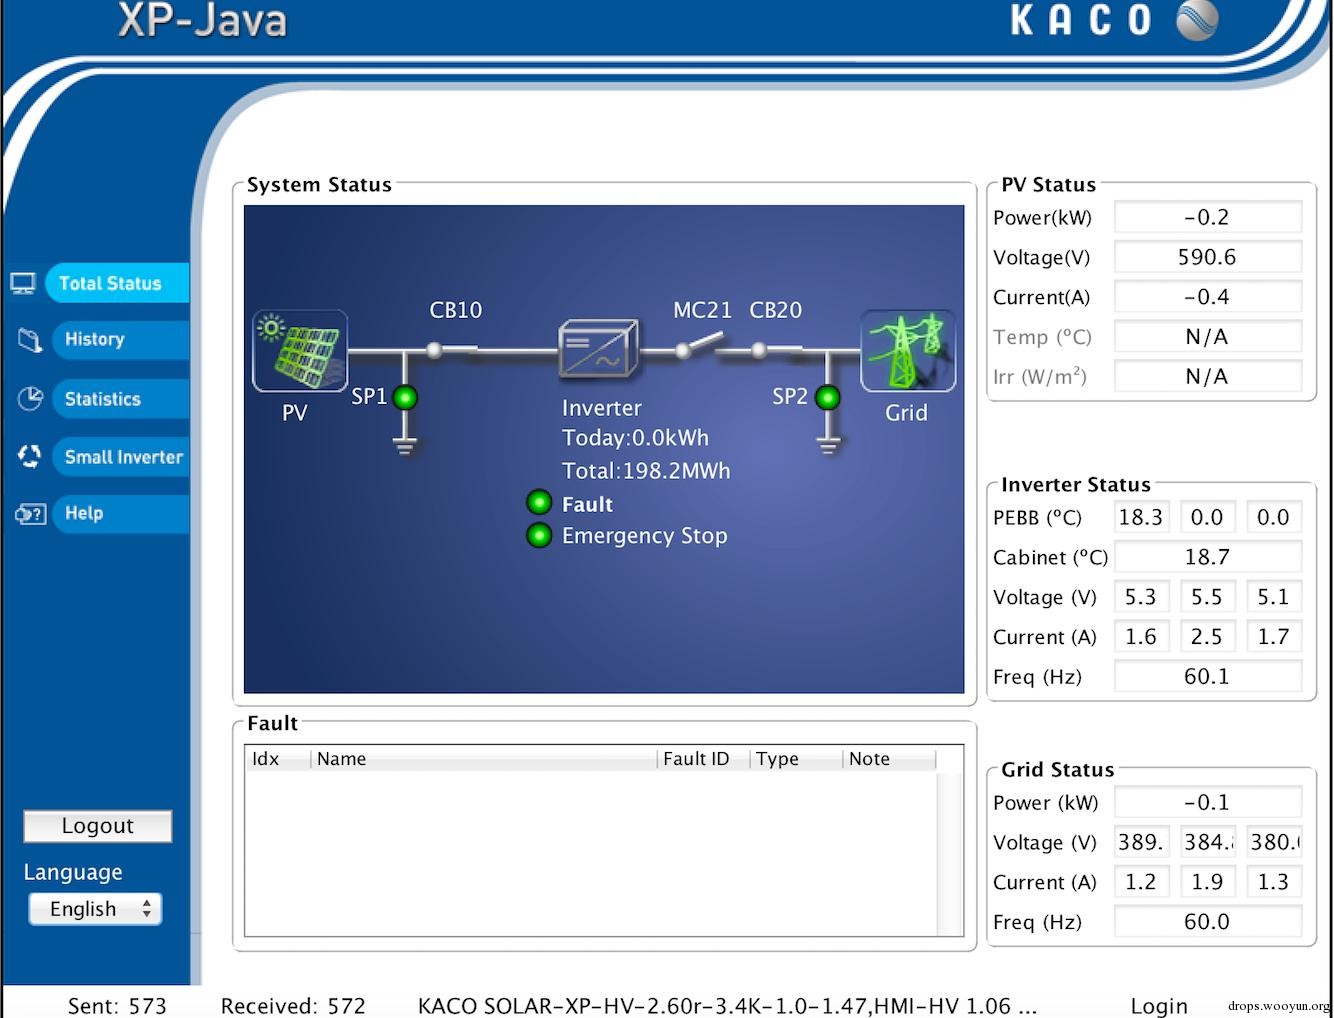 XP-Java
KACO
Total Status
History
Statistics
Small Inverter
Help
Logout
Language
English
System Status
CB10
MC21 CB20
SP1
SP2
PV
Grid
Inverter
Today:0.0kWh
Total:198.2MWh
Fault
Emergency Stop
Fault
Idx Name Fault ID Type Note
PV Status
Power(kW) -0.2
Voltage(V) 590.6
Current(A) -0.4
Temp (ºC) N/A
Irr (W/m²) N/A
Inverter Status
PEBB (ºC) 18.3 0.0 0.0
Cabinet (ºC) 18.7
Voltage (V) 5.3 5.5 5.1
Current (A) 1.6 2.5 1.7
Freq (Hz) 60.1
Grid Status
Power (kW) -0.1
Voltage (V) 389. 384. 380.
Current (A) 1.2 1.9 1.3
Freq (Hz) 60.0
Sent: 573 Received: 572 KACO SOLAR-XP-HV-2.60r-3.4K-1.0-1.47,HMI-HV 1.06 ... Login
drops.wooyun.org